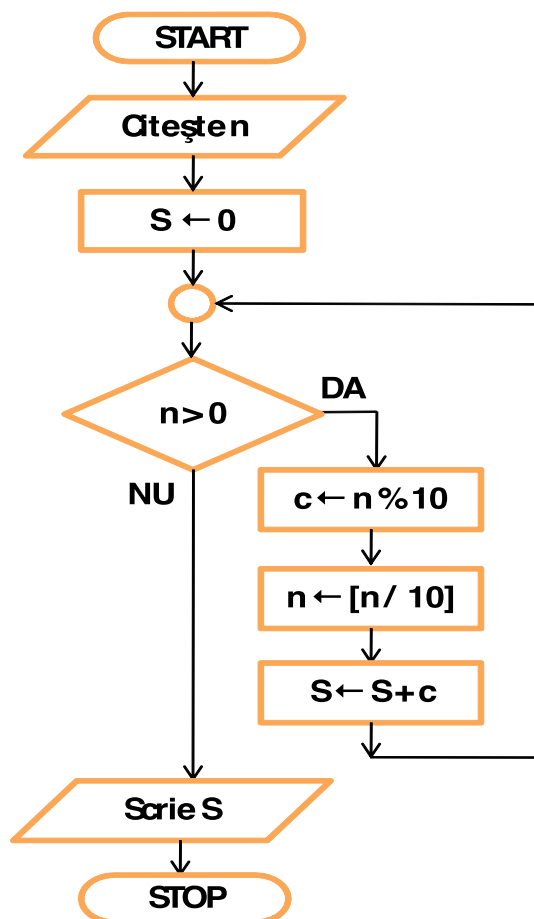 START
Citeşte n
S ← 0
n > 0
DA
NU
c ← n % 10
n ← [n / 10]
S ← S + c
Scrie S
STOP